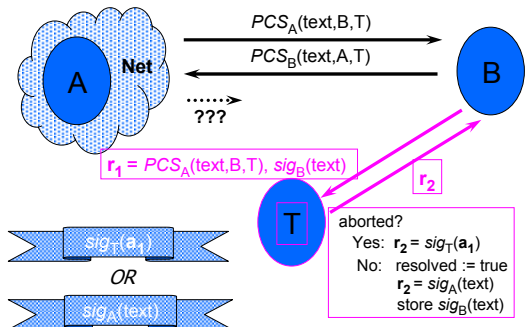 PCS_A(text,B,T)
A
Net
PCS_B(text,A,T)
B
???
r_1 = PCS_A(text,B,T), sig_B(text)
r_2
T
aborted?
Yes: r_2 = sig_T(a_1)
No: resolved := true
r_2 = sig_A(text)
store sig_B(text)
sig_T(a_1)
OR
sig_A(text)